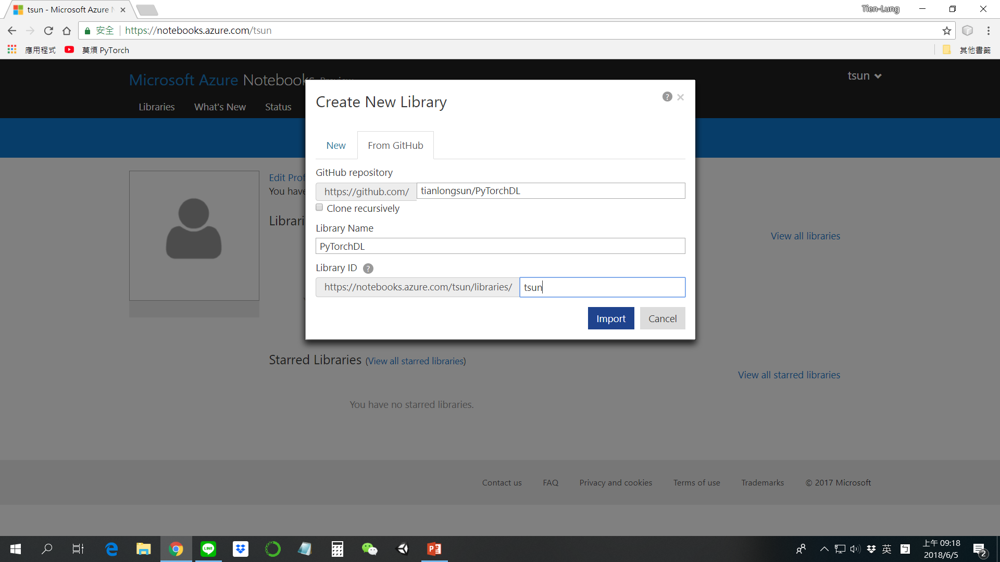 tsun - Microsoft Azure N
Tien-Lung
安全
https://notebooks.azure.com/tsun
應用程式
莫煩 PyTorch
其他書籤
Microsoft Azure Notebooks
tsun
Libraries
What's New
Status
Create New Library
New
From GitHub
GitHub repository
https://github.com/
tianlongsun/PyTorchDL
Clone recursively
Library Name
PyTorchDL
Library ID
https://notebooks.azure.com/tsun/libraries/
tsun
Import
Cancel
Edit Prof
You have
Librari
View all libraries
Starred Libraries (View all starred libraries)
View all starred libraries
You have no starred libraries.
Contact us
FAQ
Privacy and cookies
Terms of use
Trademarks
© 2017 Microsoft
LINE
英
上午 09:18
2018/6/5
2